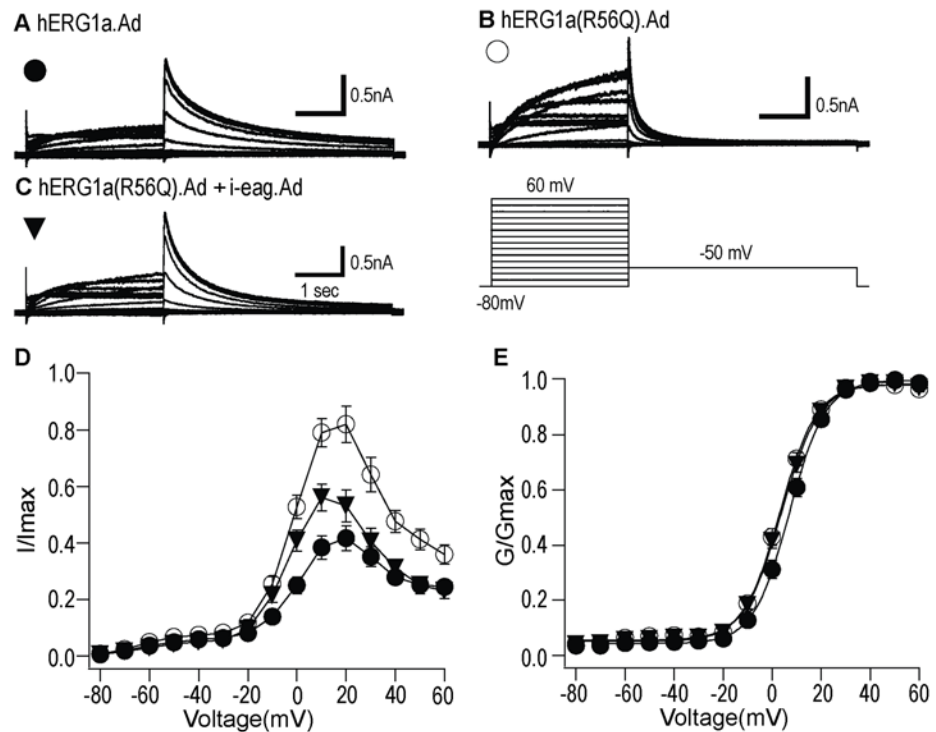 A hERG1a.Ad
0.5nA
B hERG1a(R56Q).Ad
0.5nA
C hERG1a(R56Q).Ad + i-eag.Ad
0.5nA
1 sec
60 mV
-50 mV
-80mV
D
I/Imax
1.0
0.8
0.6
0.4
0.2
0.0
-80 -60 -40 -20 0 20 40 60
Voltage(mV)
E
G/Gmax
1.0
0.8
0.6
0.4
0.2
0.0
-80 -60 -40 -20 0 20 40 60
Voltage(mV)